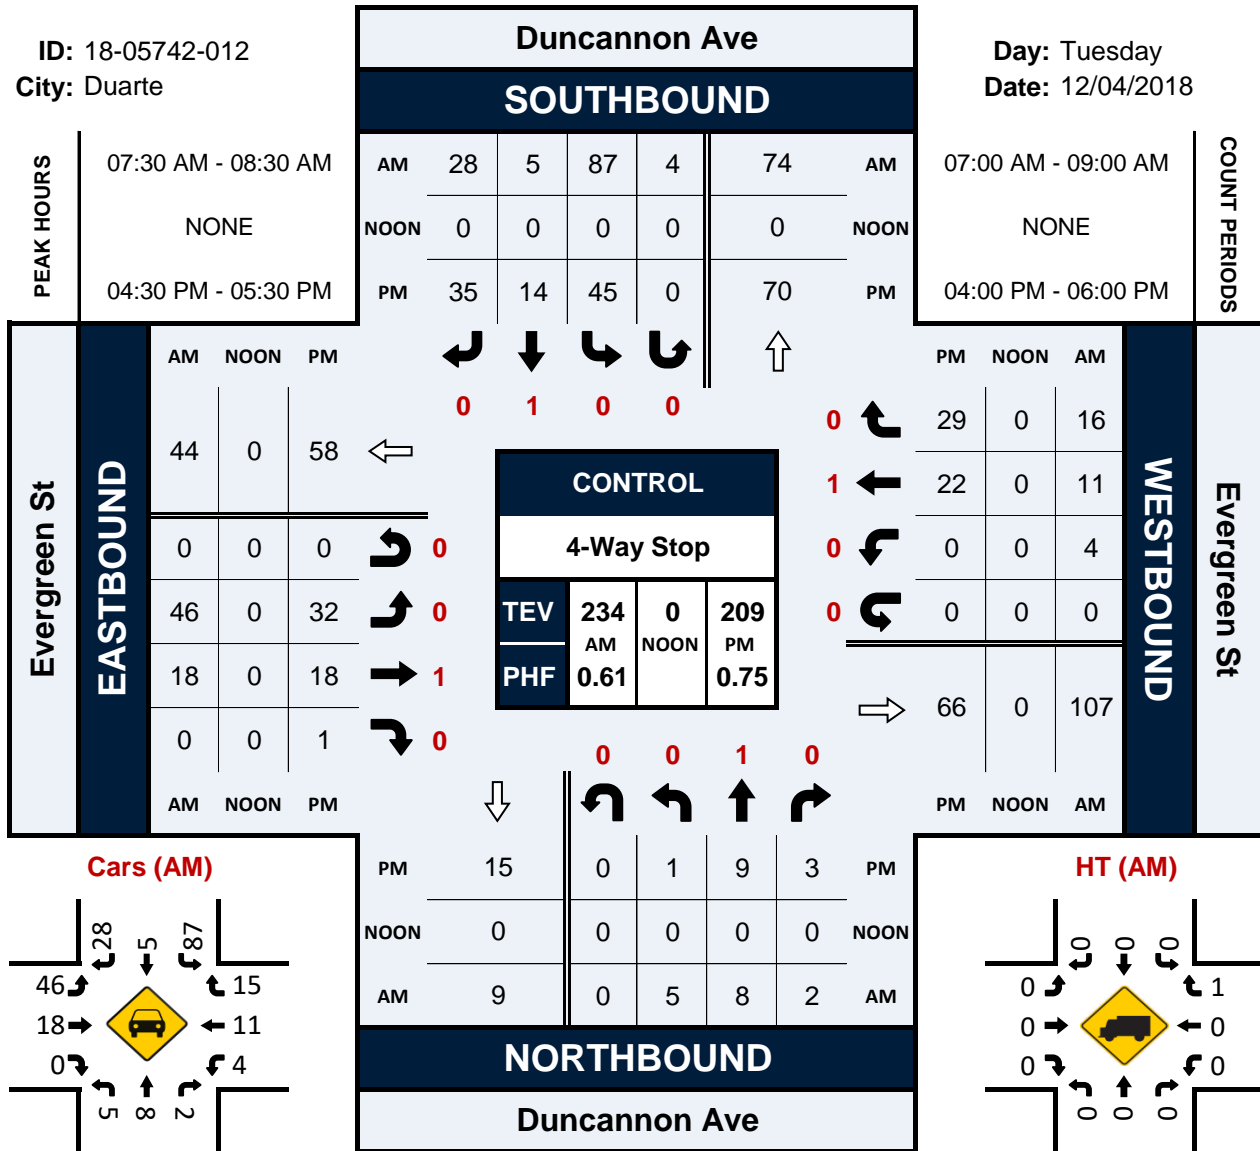 Duncannon Ave
ID: 18-05742-012
Day: Tuesday
City: Duarte
Date: 12/04/2018
SOUTHBOUND
PEAK HOURS
07:30 AM - 08:30 AM
NONE
04:30 PM - 05:30 PM
AM 28 5 87 4 74 AM
NOON 0 0 0 0 0 NOON
PM 35 14 45 0 70 PM
07:00 AM - 09:00 AM
NONE
04:00 PM - 06:00 PM
COUNT PERIODS
0 1 0 0
Evergreen St
EASTBOUND
AM NOON PM
44 0 58
0 0 0 0
46 0 32 0
18 0 18 1
0 0 1 0
AM NOON PM
CONTROL
4-Way Stop
TEV 234 0 209
AM NOON PM
PHF 0.61 0.75
PM NOON AM
0 29 0 16
1 22 0 11
0 0 0 4
0 0 0 0
66 0 107
PM NOON AM
WESTBOUND
Evergreen St
0 0 1 0
PM 15 0 1 9 3 PM
NOON 0 0 0 0 0 NOON
AM 9 0 5 8 2 AM
NORTHBOUND
Duncannon Ave
Cars (AM)
28 5 87
46 15
18 11
0 4
5 8 2
HT (AM)
0 0 0
0 1
0 0
0 0
0 0 0